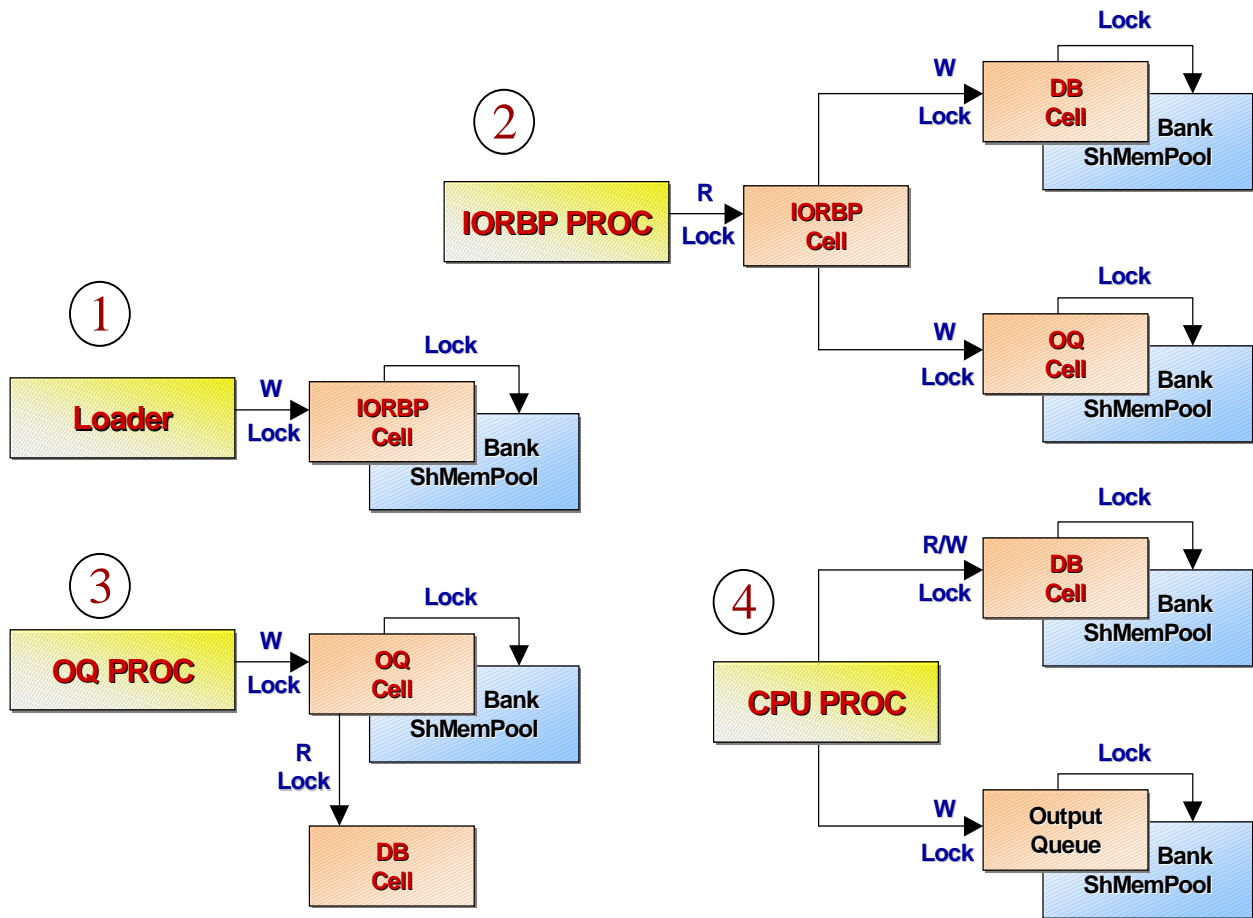 1
Loader
W
Lock
IORBP
Cell
Lock
Bank
ShMemPool
2
IORBP PROC
R
Lock
IORBP
Cell
W
Lock
DB
Cell
Lock
Bank
ShMemPool
W
Lock
OQ
Cell
Lock
Bank
ShMemPool
3
OQ PROC
W
Lock
OQ
Cell
Lock
Bank
ShMemPool
R
Lock
DB
Cell
4
CPU PROC
R/W
Lock
DB
Cell
Lock
Bank
ShMemPool
W
Lock
Output
Queue
Lock
Bank
ShMemPool